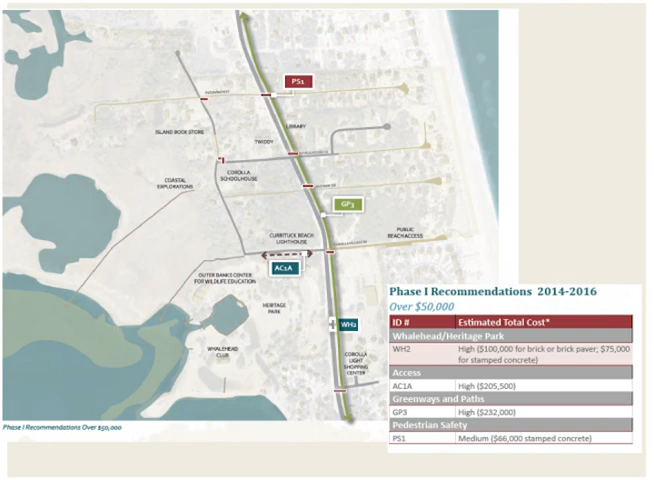 PS1
LIBRARY
ISLAND BOOK STORE
TWIDDY
COROLLA
SCHOOLHOUSE
COASTAL
EXPLORATIONS
GP3
PUBLIC
BEACH ACCESS
CURRITUCK BEACH
LIGHTHOUSE
AC1A
OUTER BANKS CENTER
FOR WILDLIFE EDUCATION
HERITAGE
PARK
WH2
WHALEHEAD
CLUB
COROLLA
LIGHT
SHOPPING
CENTER
Phase I Recommendations Over $50,000
Phase I Recommendations 2014-2016
Over $50,000
ID # Estimated Total Cost*
Whalehead/Heritage Park
WH2 High ($100,000 for brick or brick paver; $75,000
for stamped concrete)
Access
AC1A High ($205,500)
Greenways and Paths
GP3 High ($232,000)
Pedestrian Safety
PS1 Medium ($66,000 stamped concrete)